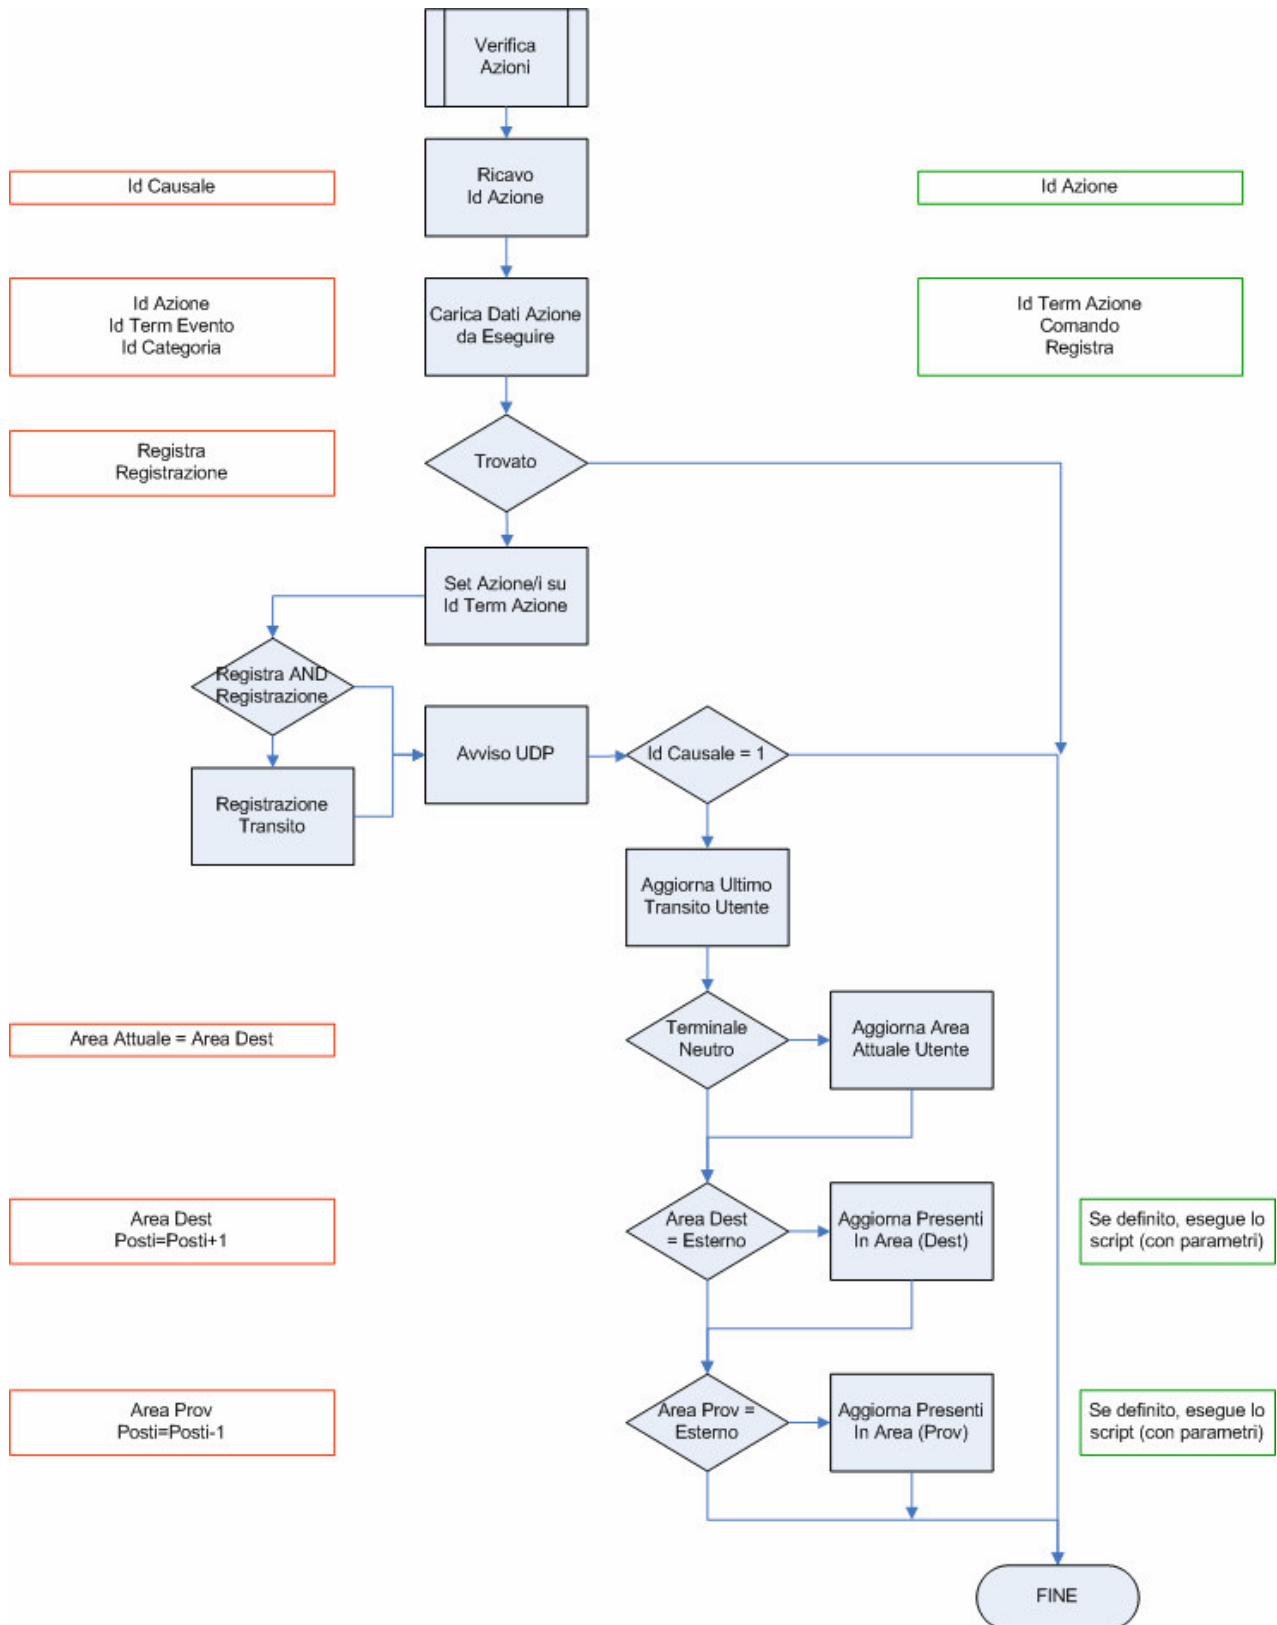 Verifica
Azioni
Id Causale
Ricavo
Id Azione
Id Azione
Id Azione
Id Term Evento
Id Categoria
Carica Dati Azione
da Eseguire
Id Term Azione
Comando
Registra
Registra
Registrazione
Trovato
Set Azione/i su
Id Term Azione
Registra AND
Registrazione
Avviso UDP
Id Causale = 1
Registrazione
Transito
Aggiorna Ultimo
Transito Utente
Area Attuale = Area Dest
Terminale
Neutro
Aggiorna Area
Attuale Utente
Area Dest
Posti=Posti+1
Area Dest
= Esterno
Aggiorna Presenti
In Area (Dest)
Se definito, esegue lo
script (con parametri)
Area Prov
Posti=Posti-1
Area Prov =
Esterno
Aggiorna Presenti
In Area (Prov)
Se definito, esegue lo
script (con parametri)
FINE